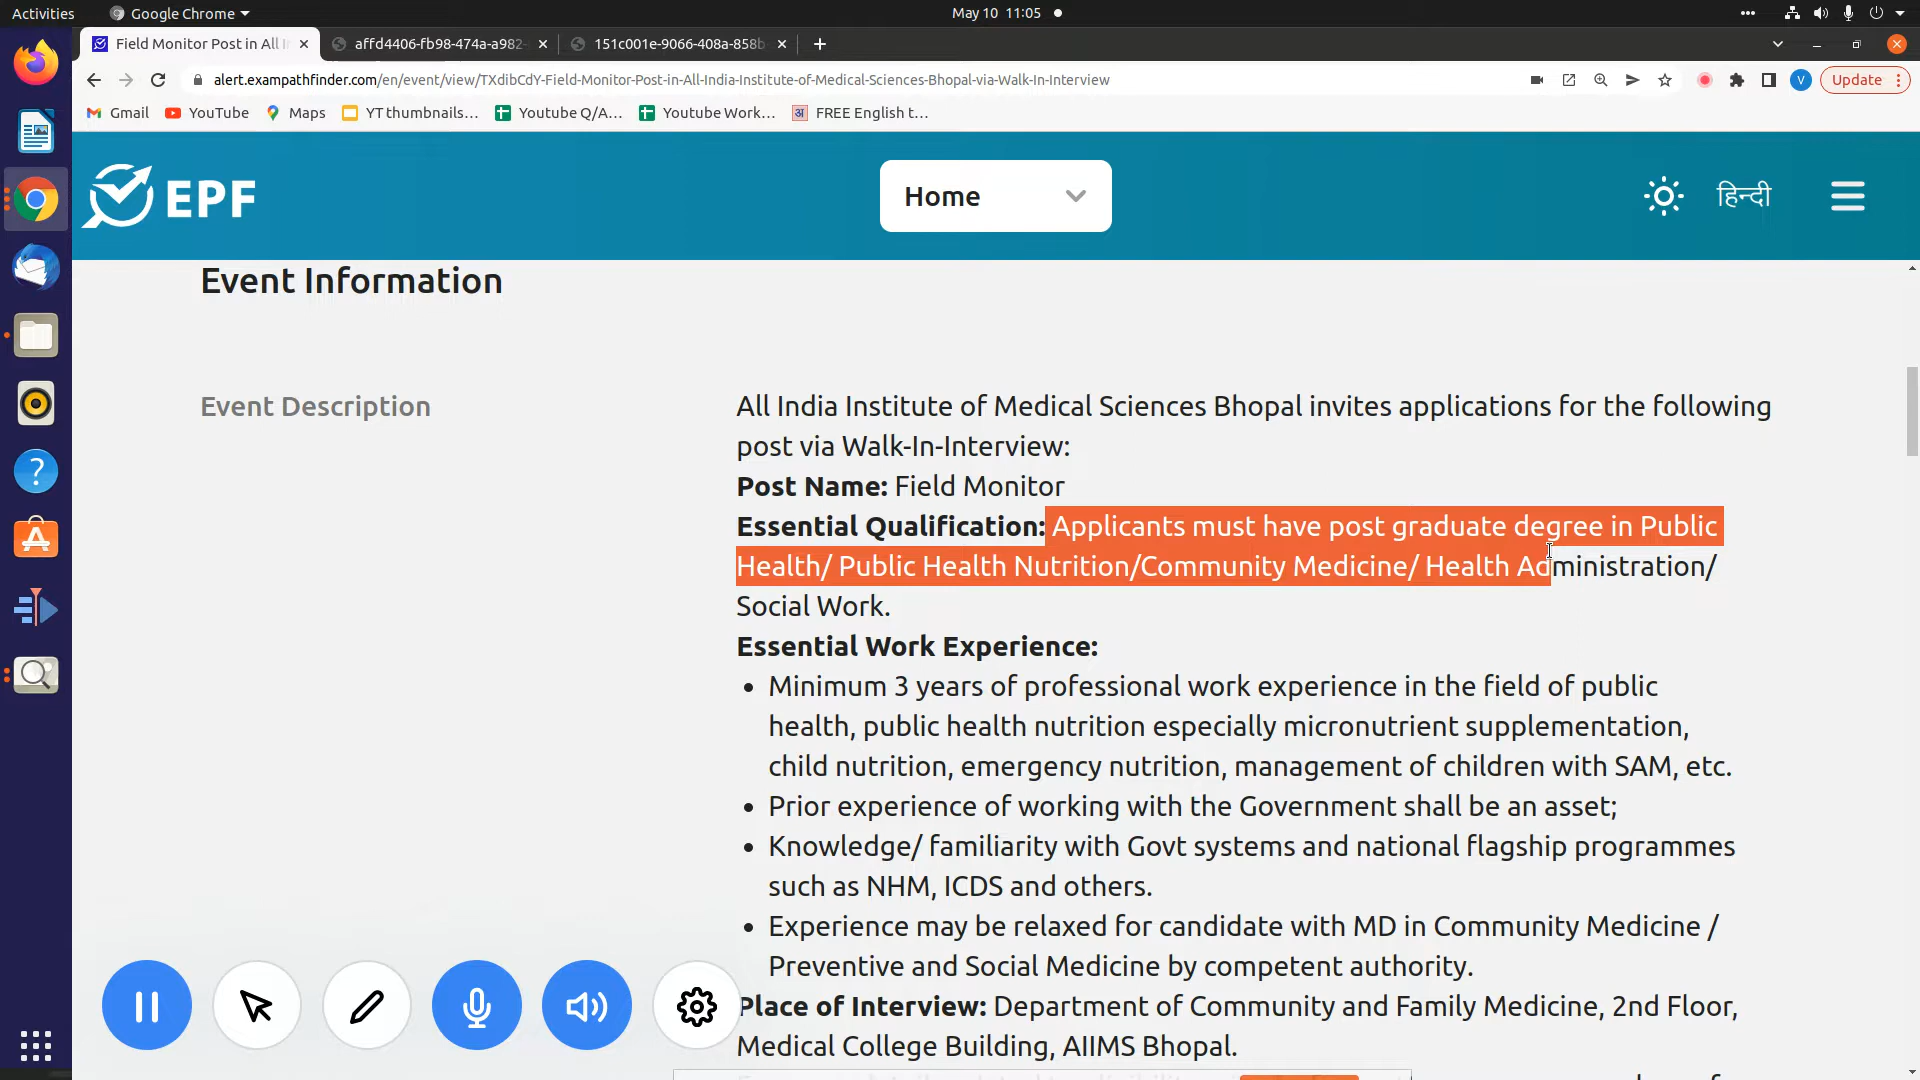 Activities
Google Chrome
May 10 11:05
Field Monitor Post in All I
affd4406-fb98-474a-a982-
151c001e-9066-408a-858b
alert.exampathfinder.com/en/event/view/TXdibCdY-Field-Monitor-Post-in-All-India-Institute-of-Medical-Sciences-Bhopal-via-Walk-In-Interview
V
Update
Gmail
YouTube
Maps
YT thumbnails...
Youtube Q/A...
Youtube Work...
अ
FREE English t...
EPF
Home
हिन्दी
Event Information
Event Description
All India Institute of Medical Sciences Bhopal invites applications for the following
post via Walk-In-Interview:
Post Name: Field Monitor
Essential Qualification: Applicants must have post graduate degree in Public
Health/ Public Health Nutrition/Community Medicine/ Health Administration/
Social Work.
Essential Work Experience:
• Minimum 3 years of professional work experience in the field of public
health, public health nutrition especially micronutrient supplementation,
child nutrition, emergency nutrition, management of children with SAM, etc.
• Prior experience of working with the Government shall be an asset;
• Knowledge/ familiarity with Govt systems and national flagship programmes
such as NHM, ICDS and others.
• Experience may be relaxed for candidate with MD in Community Medicine /
Preventive and Social Medicine by competent authority.
Place of Interview: Department of Community and Family Medicine, 2nd Floor,
Medical College Building, AIIMS Bhopal.